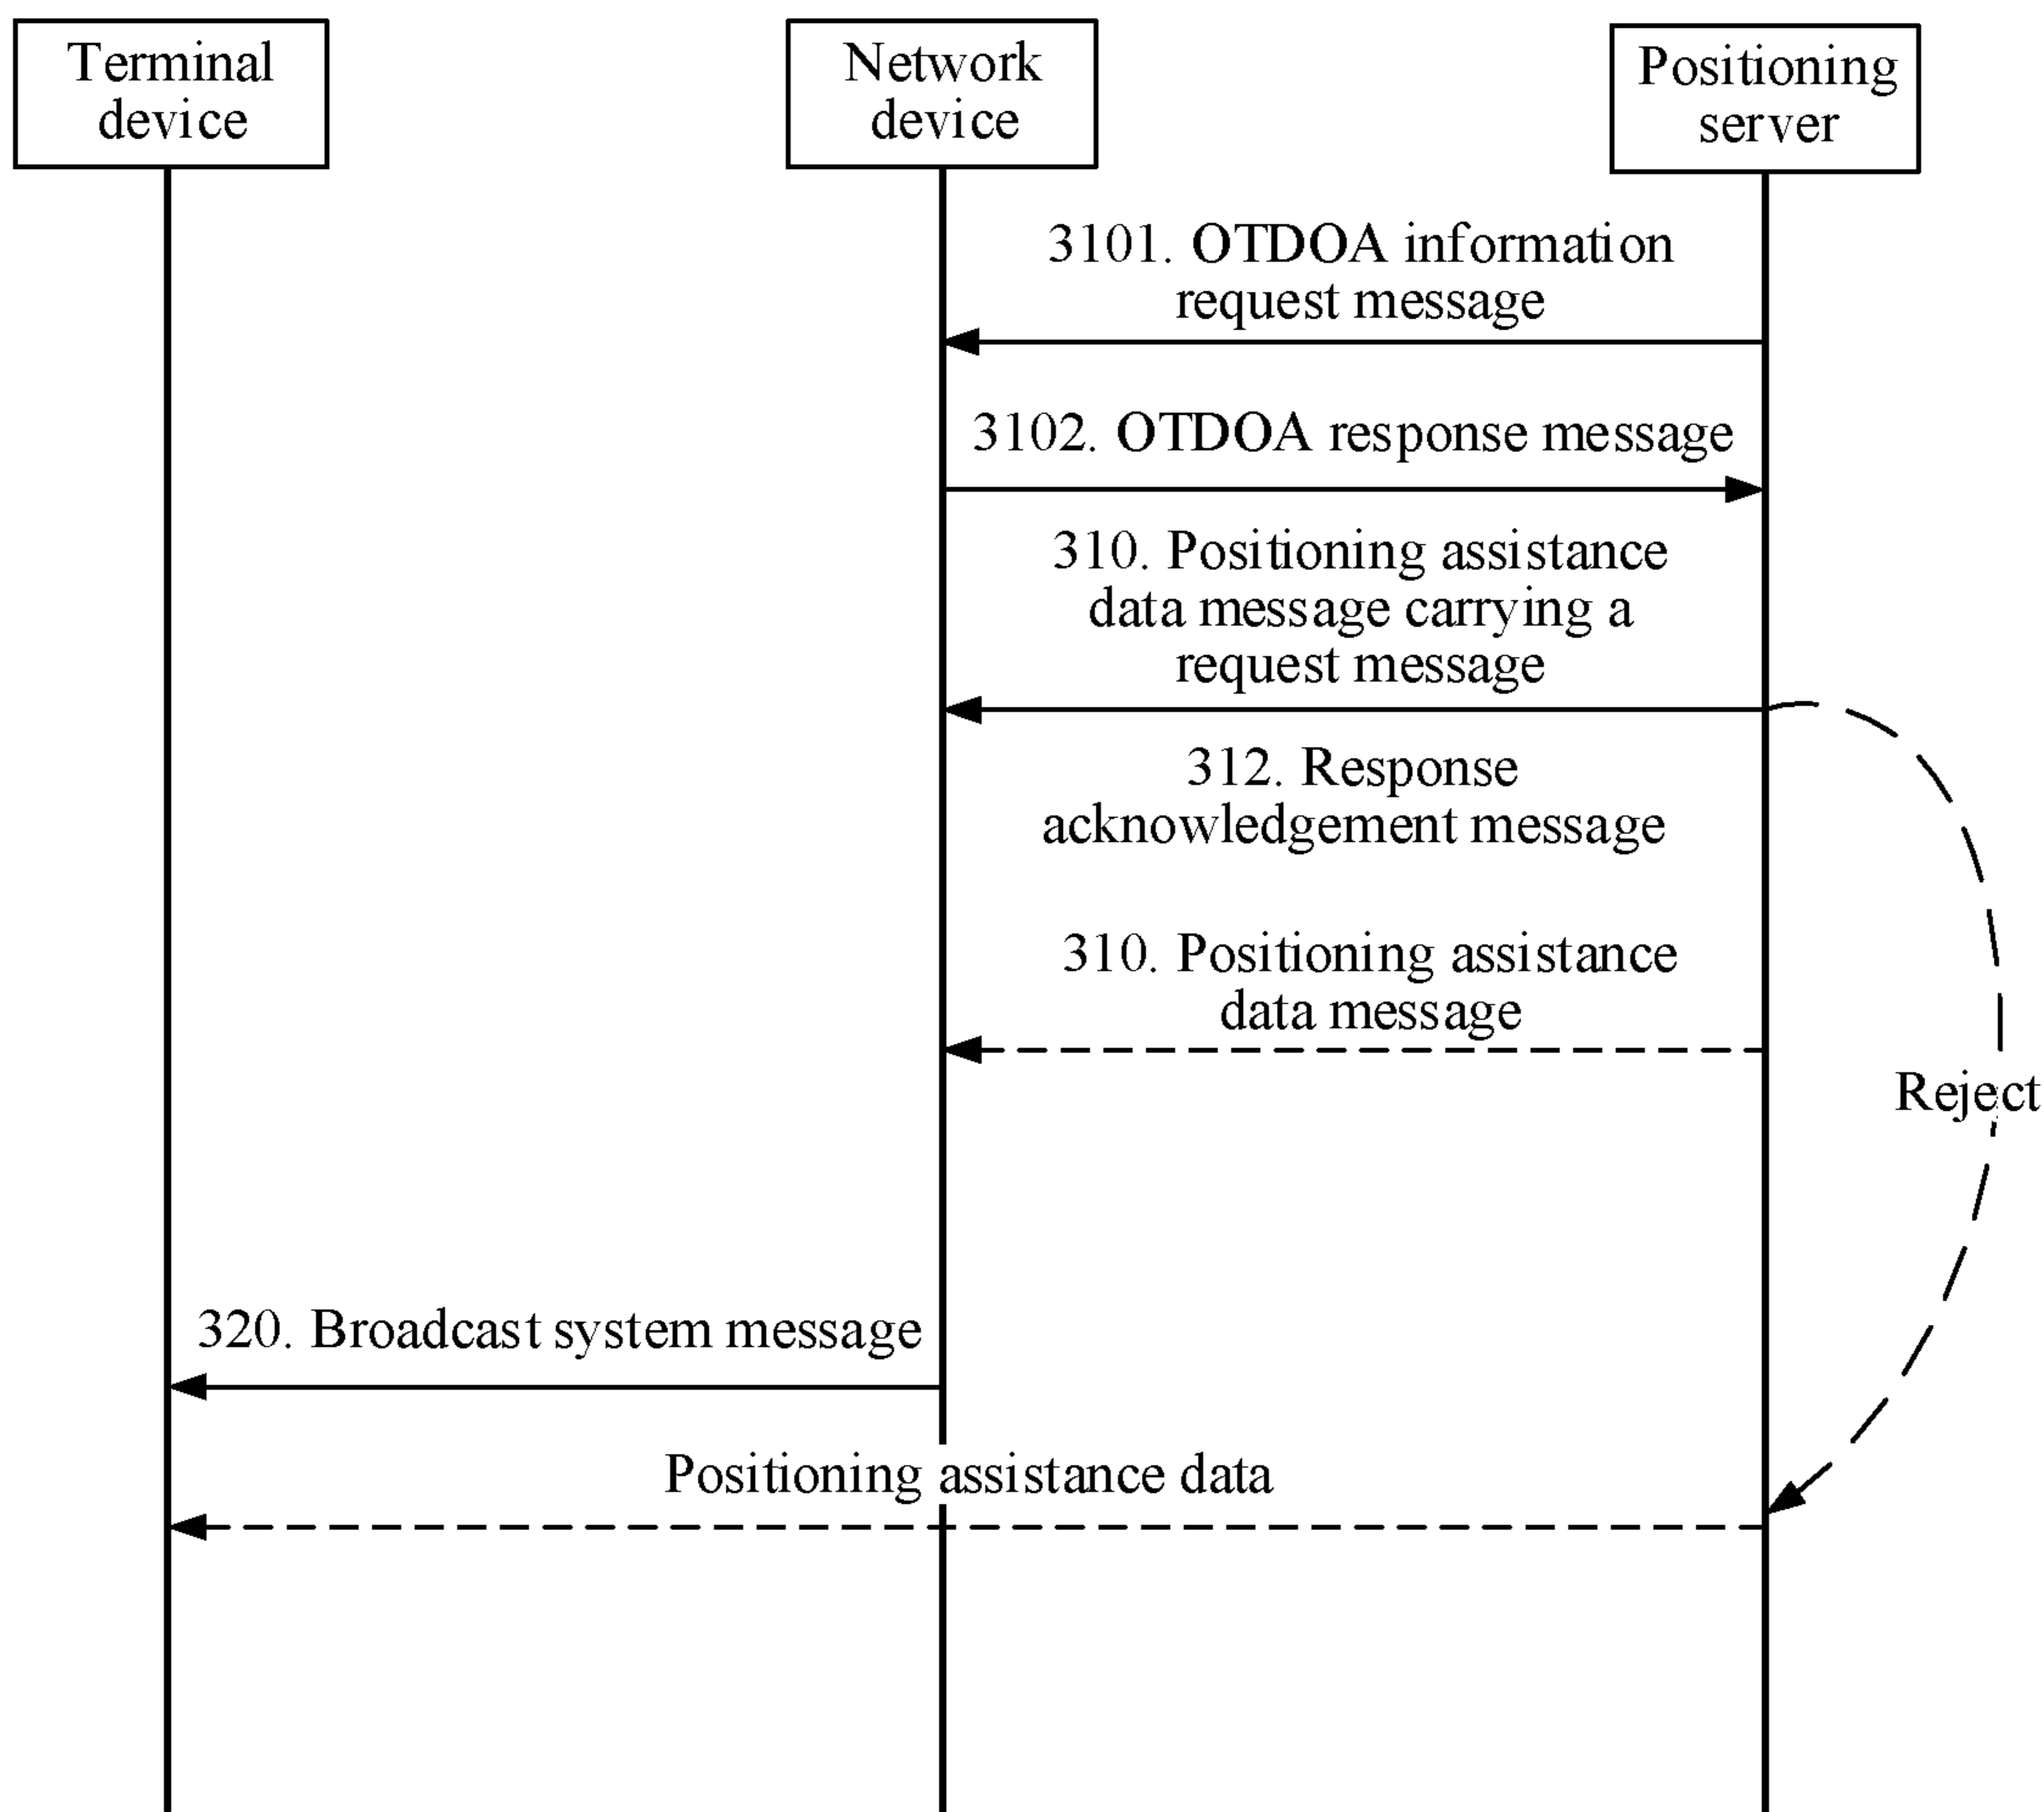 Terminal
device
Network
device
Positioning
server
3101. OTDOA information
request message
3102. OTDOA response message
310. Positioning assistance
data message carrying a
request message
312. Response
acknowledgement message
310. Positioning assistance
data message
Reject
320. Broadcast system message
Positioning assistance data